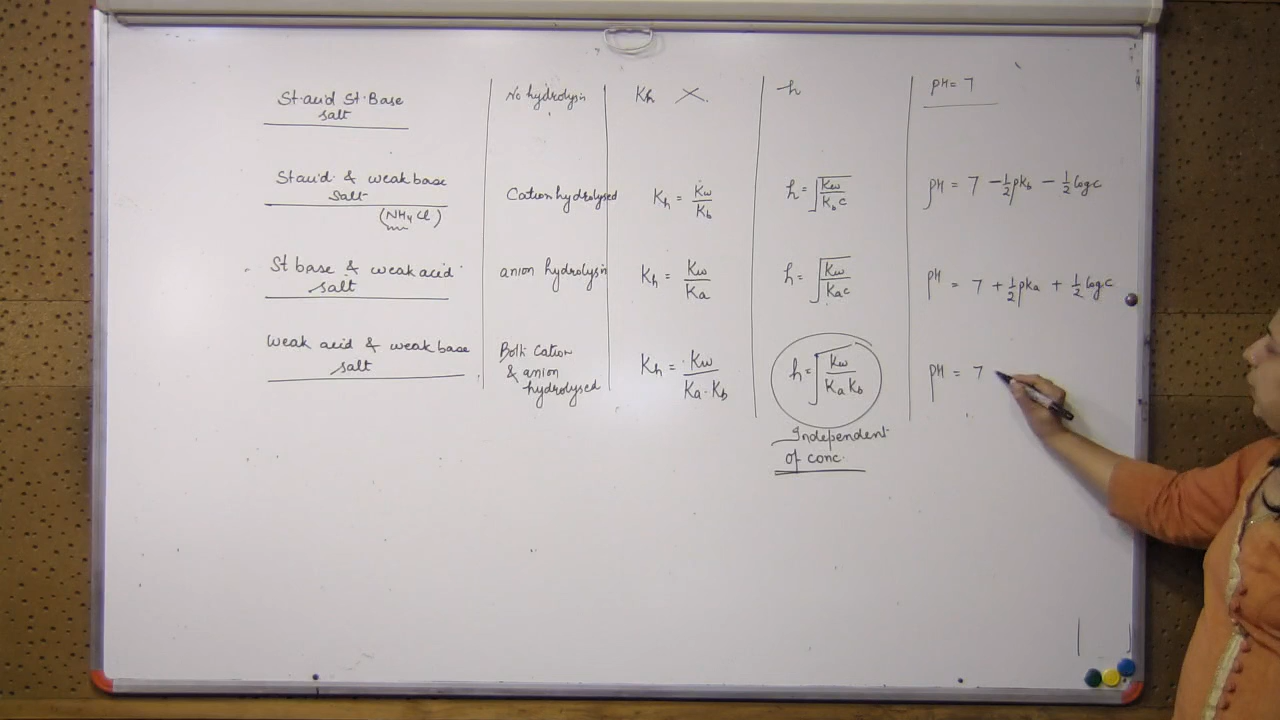 St. acid St. Base No hydrolysis Kh ✗. h pH = 7
salt
St acid & weak base Cation hydrolysed Kh = Kw/Kb h = √(Kw/Kb c) pH = 7 - 1/2 pKb - 1/2 log c
salt
(NH4Cl)
St base & weak acid anion hydrolysis Kh = Kw/Ka h = √(Kw/Ka c) pH = 7 + 1/2 pKa + 1/2 log c
salt
Weak acid & weak base Both Cation Kh = Kw/Ka . Kb h = √(Kw/Ka Kb) pH = 7
salt & anion
hydrolysed
Independent
of conc.